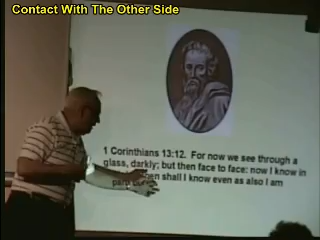 Contact With The Other Side
1 Corinthians 13:12. For now we see through a
glass, darkly; but then face to face: now I know in
part shall I know even as also I am